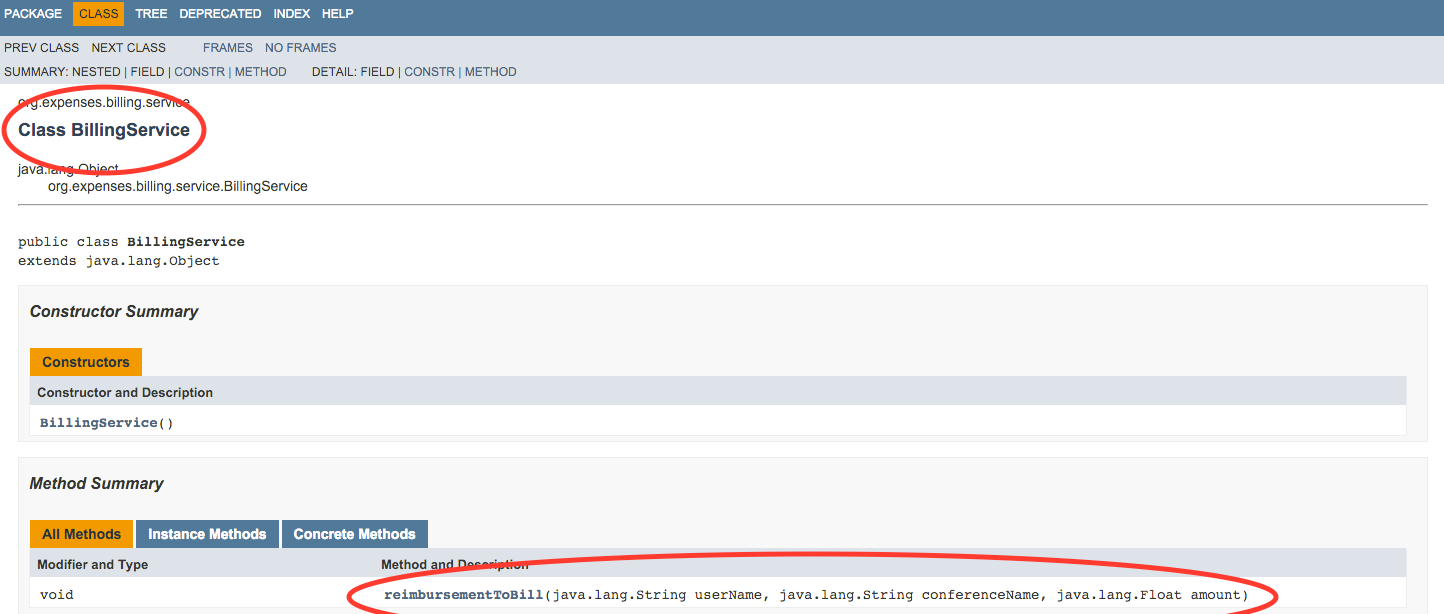 PACKAGE CLASS TREE DEPRECATED INDEX HELP
PREV CLASS NEXT CLASS FRAMES NO FRAMES
SUMMARY: NESTED | FIELD | CONSTR | METHOD DETAIL: FIELD | CONSTR | METHOD
org.expenses.billing.service
Class BillingService
java.lang.Object
org.expenses.billing.service.BillingService
public class BillingService
extends java.lang.Object
Constructor Summary
Constructors
Constructor and Description
BillingService()
Method Summary
All Methods Instance Methods Concrete Methods
Modifier and Type Method and Description
void reimbursementToBill(java.lang.String userName, java.lang.String conferenceName, java.lang.Float amount)